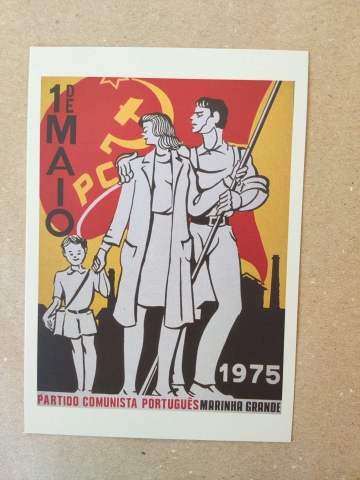 1º DE
MAIO
PCP
1975
PARTIDO COMUNISTA PORTUGUÊS MARINHA GRANDE